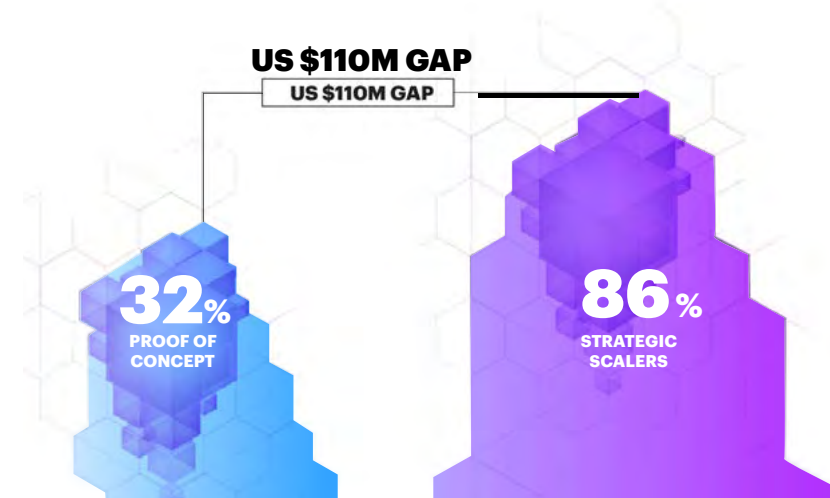 US $110M GAP
US $110M GAP
32%
PROOF OF
CONCEPT
86%
STRATEGIC
SCALERS